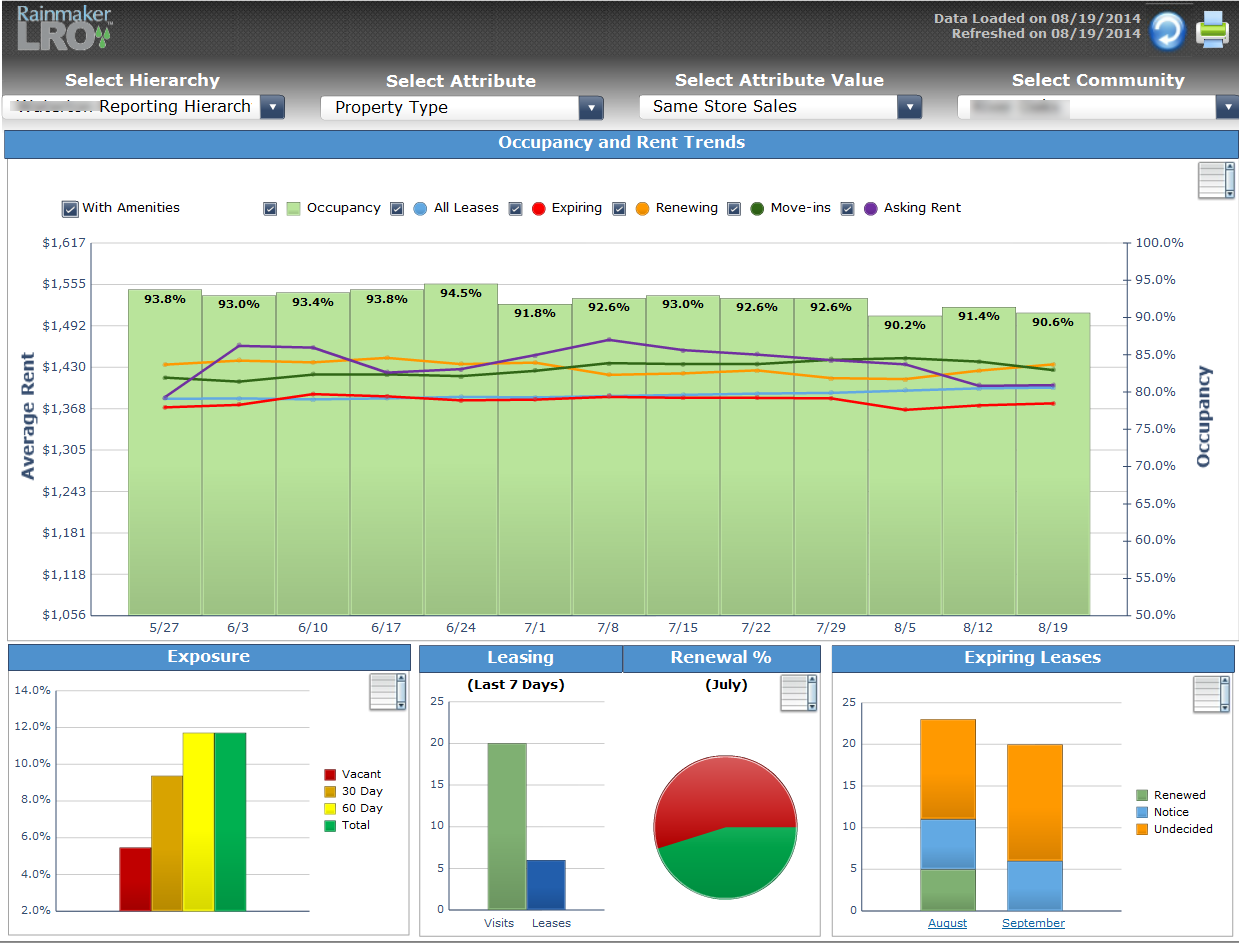 Rainmaker
LRO™
Data Loaded on 08/19/2014
Refreshed on 08/19/2014
Select Hierarchy Select Attribute Select Attribute Value Select Community
Reporting Hierarch Property Type Same Store Sales
Occupancy and Rent Trends
With Amenities Occupancy All Leases Expiring Renewing Move-ins Asking Rent
$1,617 100.0%
$1,555 95.0%
$1,492 90.0%
$1,430 85.0%
$1,368 80.0%
$1,305 75.0%
$1,243 70.0%
$1,181 65.0%
$1,118 60.0%
$1,056 55.0%
50.0%
Average Rent
Occupancy
93.8% 93.0% 93.4% 93.8% 94.5% 91.8% 92.6% 93.0% 92.6% 92.6% 90.2% 91.4% 90.6%
5/27 6/3 6/10 6/17 6/24 7/1 7/8 7/15 7/22 7/29 8/5 8/12 8/19
Exposure
14.0%
12.0%
10.0%
8.0%
6.0%
4.0%
2.0%
Vacant
30 Day
60 Day
Total
Leasing
(Last 7 Days)
25
20
15
10
5
0
Visits Leases
Renewal %
(July)
Expiring Leases
25
20
15
10
5
0
August September
Renewed
Notice
Undecided